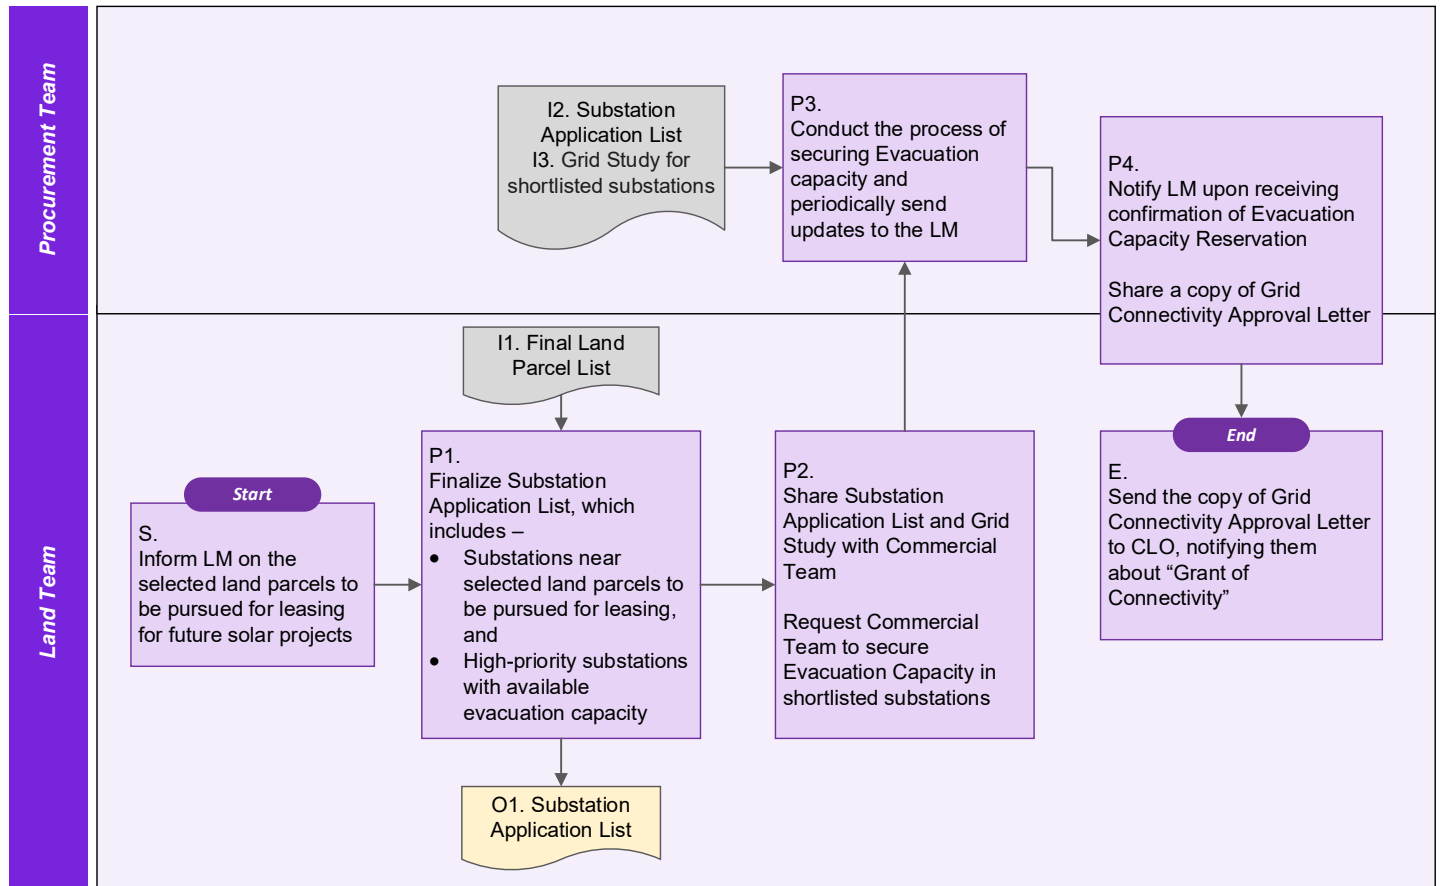 Procurement Team
I2. Substation
Application List
I3. Grid Study for
shortlisted substations
P3.
Conduct the process of
securing Evacuation
capacity and
periodically send
updates to the LM
P4.
Notify LM upon receiving
confirmation of Evacuation
Capacity Reservation
Share a copy of Grid
Connectivity Approval Letter
Land Team
I1. Final Land
Parcel List
Start
S.
Inform LM on the
selected land parcels to
be pursued for leasing
for future solar projects
P1.
Finalize Substation
Application List, which
includes –
● Substations near
selected land parcels to
be pursued for leasing,
and
● High-priority substations
with available
evacuation capacity
P2.
Share Substation
Application List and Grid
Study with Commercial
Team
Request Commercial
Team to secure
Evacuation Capacity in
shortlisted substations
End
E.
Send the copy of Grid
Connectivity Approval Letter
to CLO, notifying them
about “Grant of
Connectivity”
O1. Substation
Application List